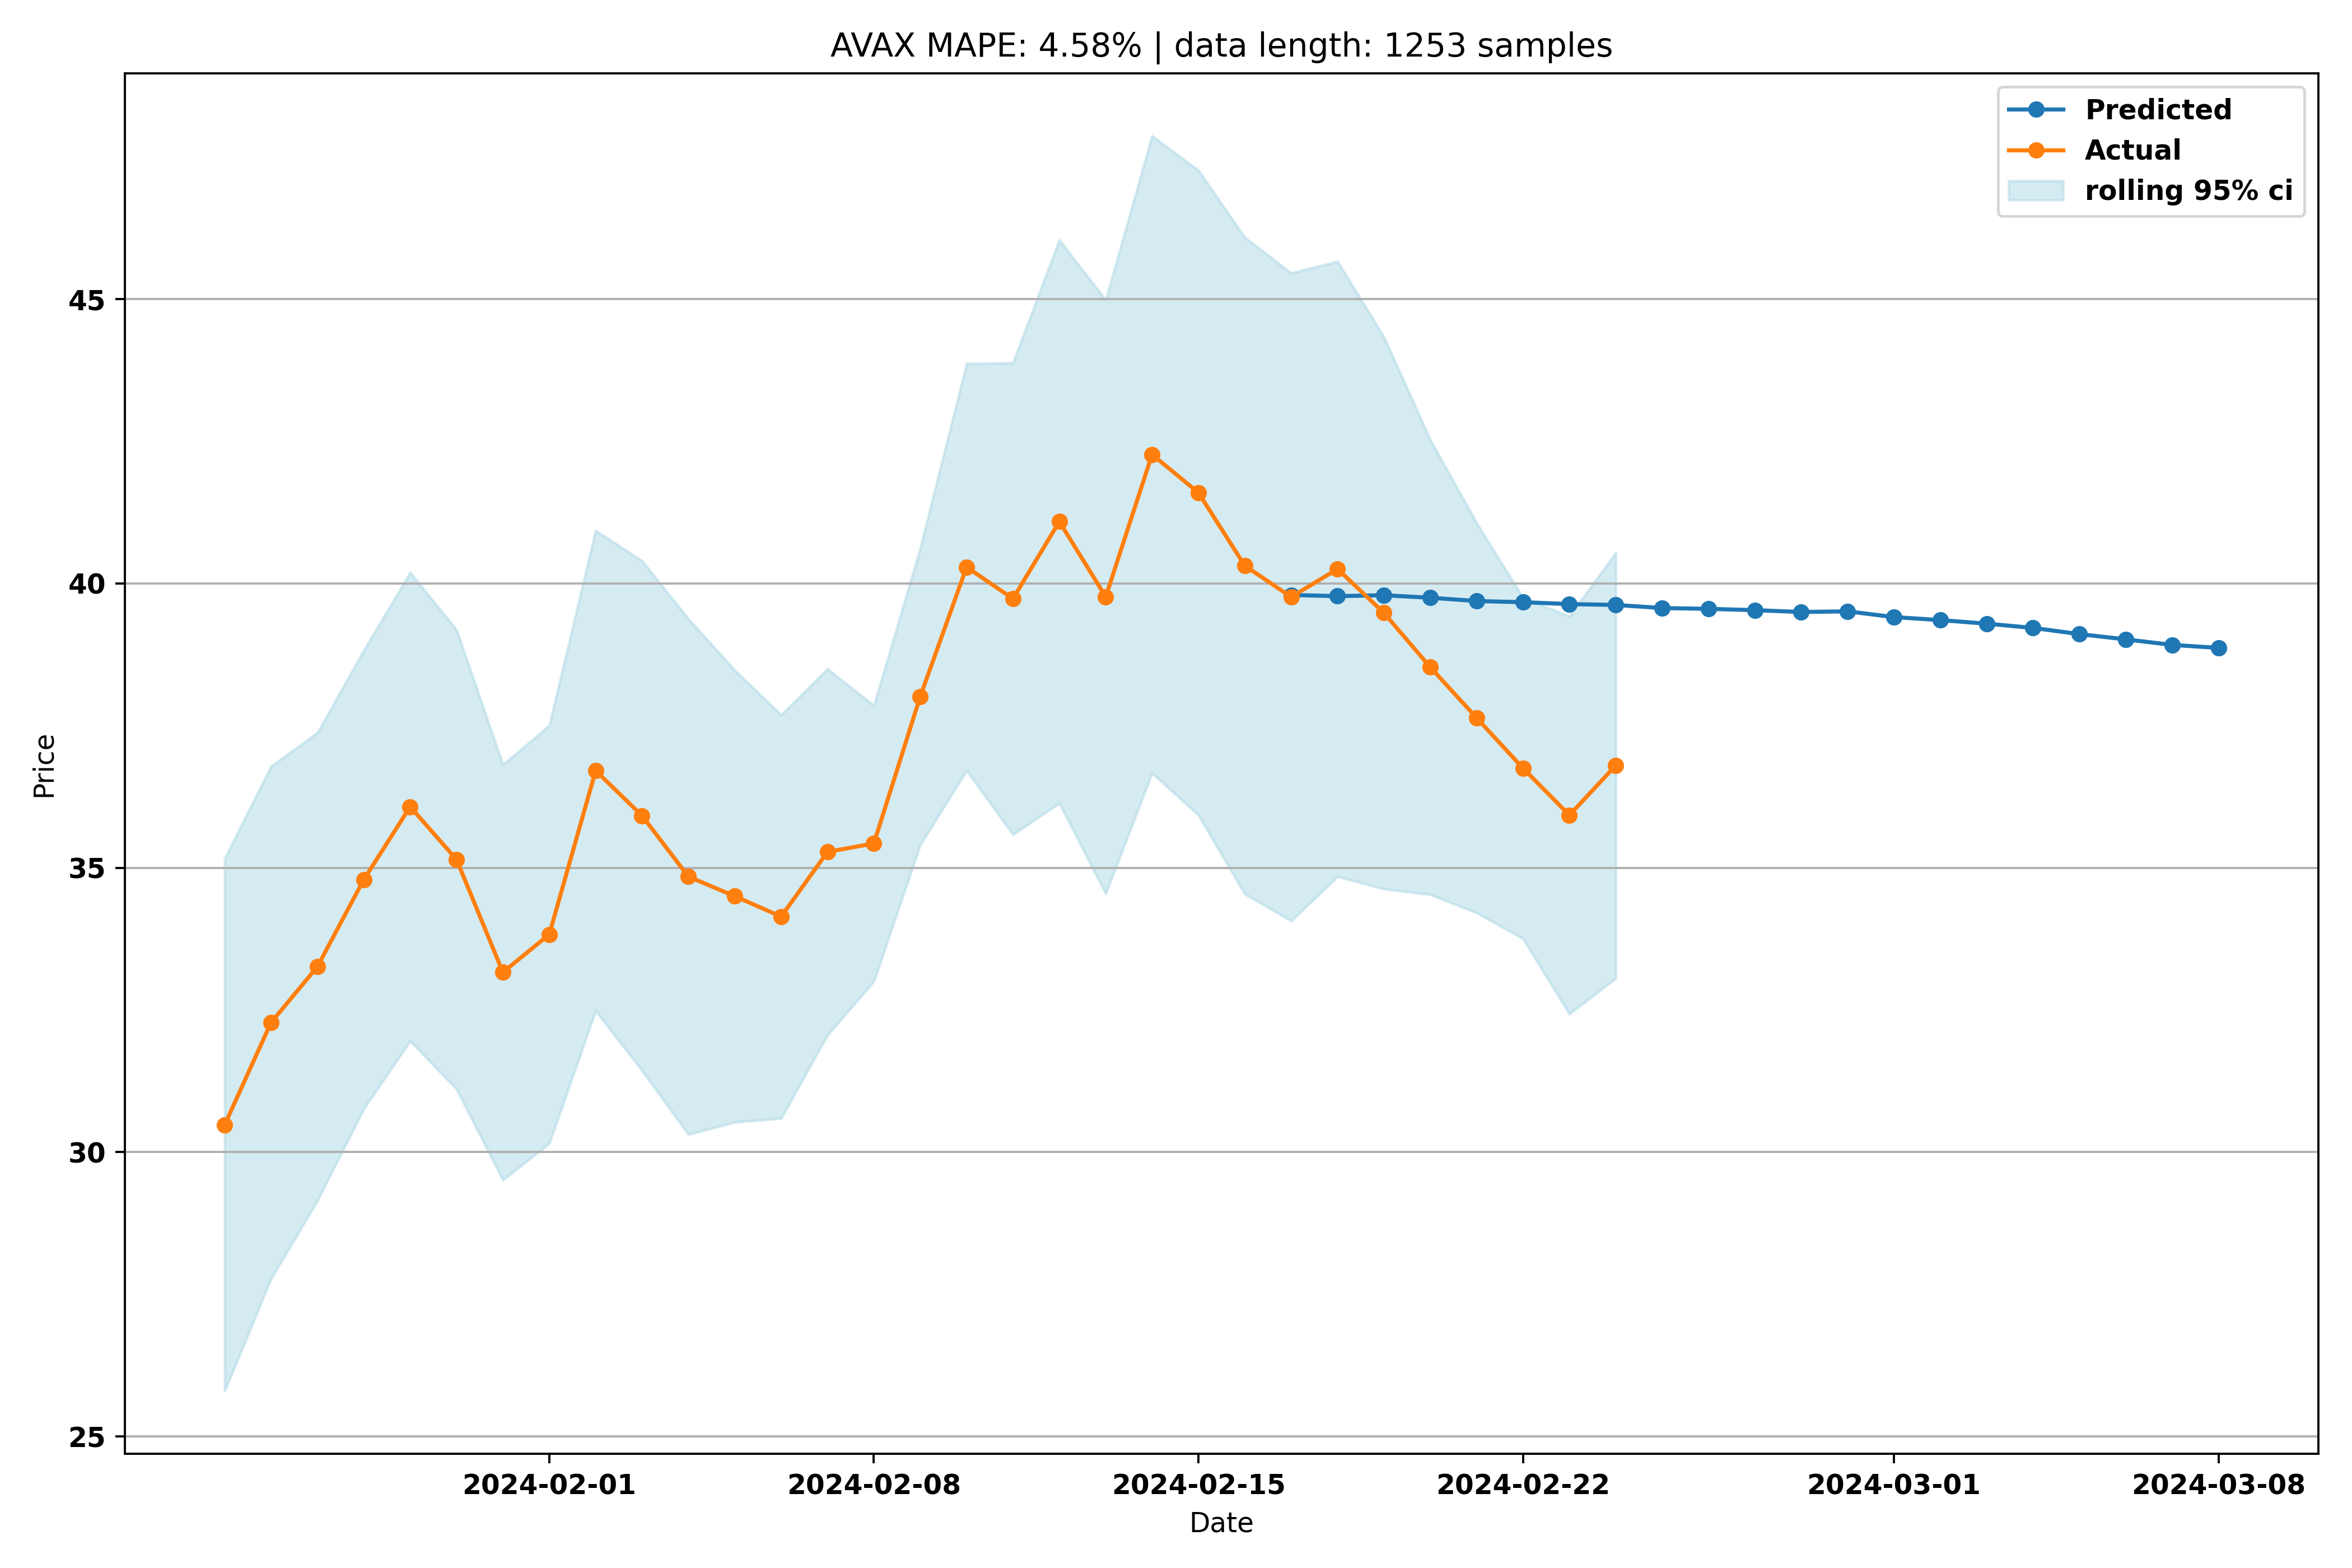 AVAX MAPE: 4.58% | data length: 1253 samples
Predicted
Actual
rolling 95% ci
45
40
35
30
25
Price
2024-02-01 2024-02-08 2024-02-15 2024-02-22 2024-03-01 2024-03-08
Date